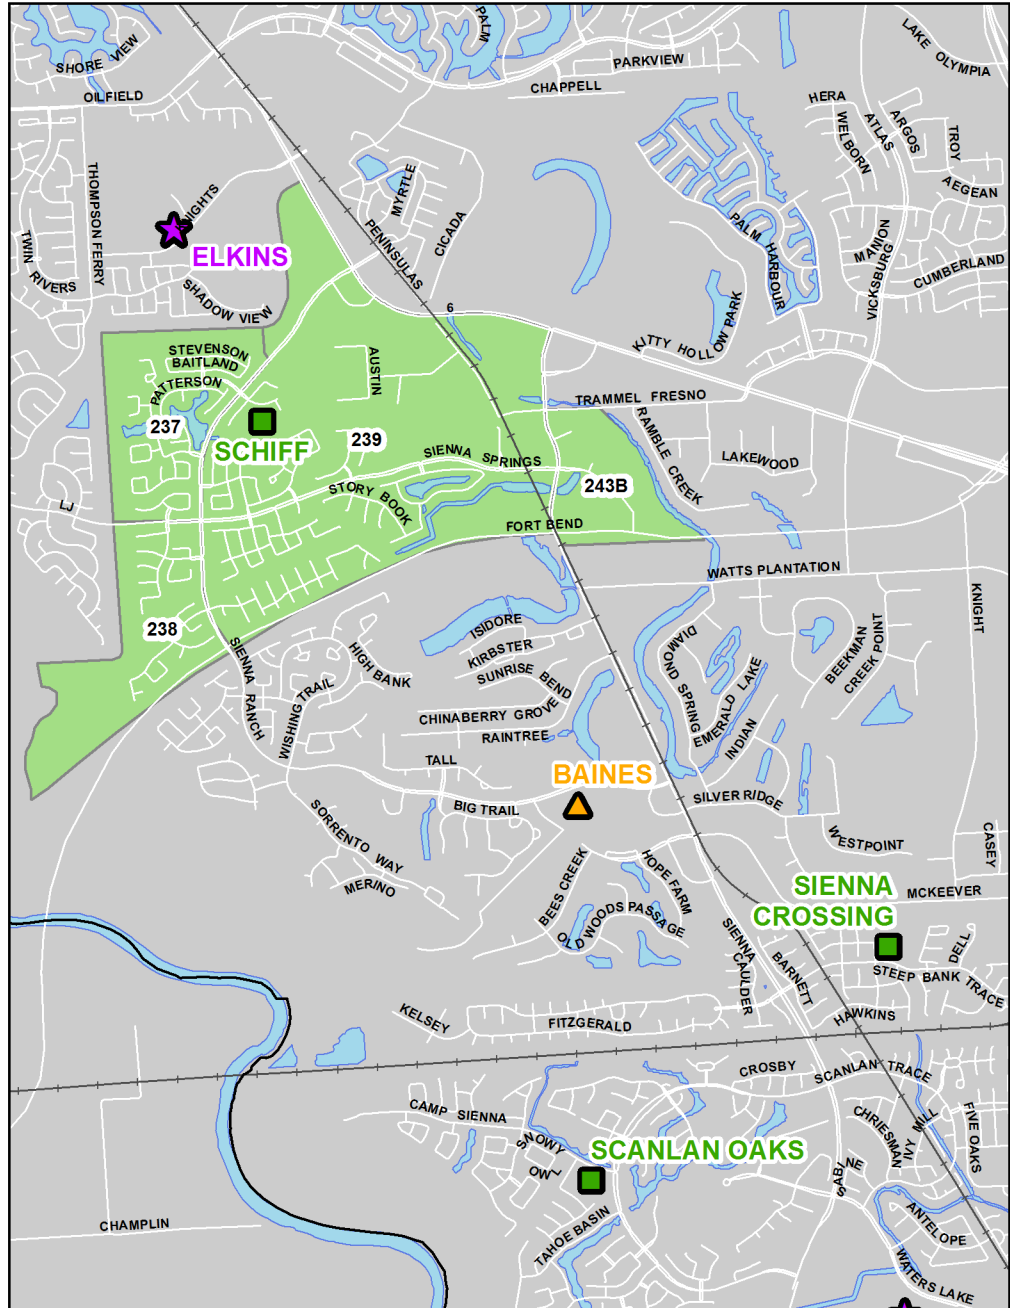 PALM
SHORE VIEW
LAKE OLYMPIA
PARKVIEW
CHAPPELL
OILFIELD
HERA
ATLAS
ARGOS
WELBORN
TROY
THOMPSON FERRY
MYRTLE
AEGEAN
KNIGHTS
CICADA
PENINSULAS
PALM HARBOUR
TWIN RIVERS
ELKINS
MANION
VICKSBURG
CUMBERLAND
SHADOW VIEW
6
KITTY HOLLOW PARK
STEVENSON
BAITLAND
AUSTIN
PATTERSON
TRAMMEL FRESNO
RAMBLE CREEK
237
SCHIFF
239
SIENNA SPRINGS
LAKEWOOD
243B
STORY BOOK
LJ
FORT BEND
WATTS PLANTATION
KNIGHT
238
ISIDORE
SIENNA RANCH
HIGH BANK
KIRBSTER
SUNRISE BEND
DIAMOND SPRING
BEEKMAN
CREEK POINT
WISHING TRAIL
CHINABERRY GROVE
RAINTREE
EMERALD LAKE
INDIAN
TALL
BAINES
BIG TRAIL
SILVER RIDGE
SORRENTO WAY
WESTPOINT
CASEY
MERINO
BEES CREEK
HOPE FARM
SIENNA
CROSSING
MCKEEVER
OLD WOODS PASSAGE
SIENNA
CAULDER
BARNETT
DELL
STEEP BANK TRACE
KELSEY
FITZGERALD
HAWKINS
CROSBY
SCANLAN TRACE
CAMP SIENNA
SNOWY OWL
SCANLAN OAKS
CHRIESMAN
IVY MILL
FIVE OAKS
SABINE
TAHOE BASIN
CHAMPLIN
ANTELOPE
WATERS LAKE